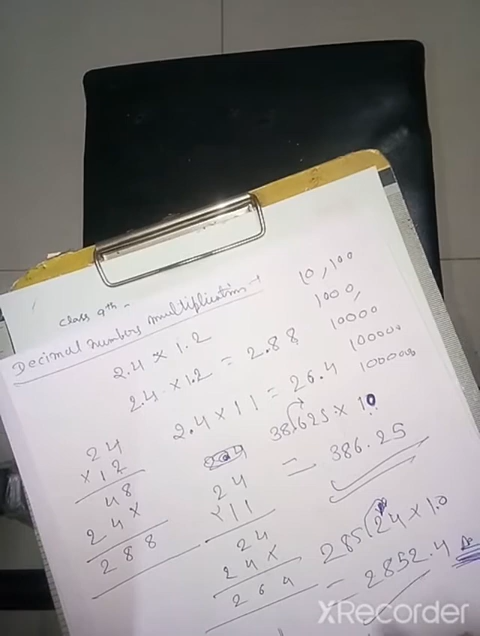 Class 9th -
Decimal numbers multiplication →
2.4 × 1.2
2.4 × 1.2 = 2.88
2.4 × 11 = 26.4
24
× 12
48
24×
288
24
× 11
24
24×
264
10, 100
1000,
10000
100000
1000000
38.625 × 10
= 386.25
285.24 × 10
= 2852.4
XRecorder